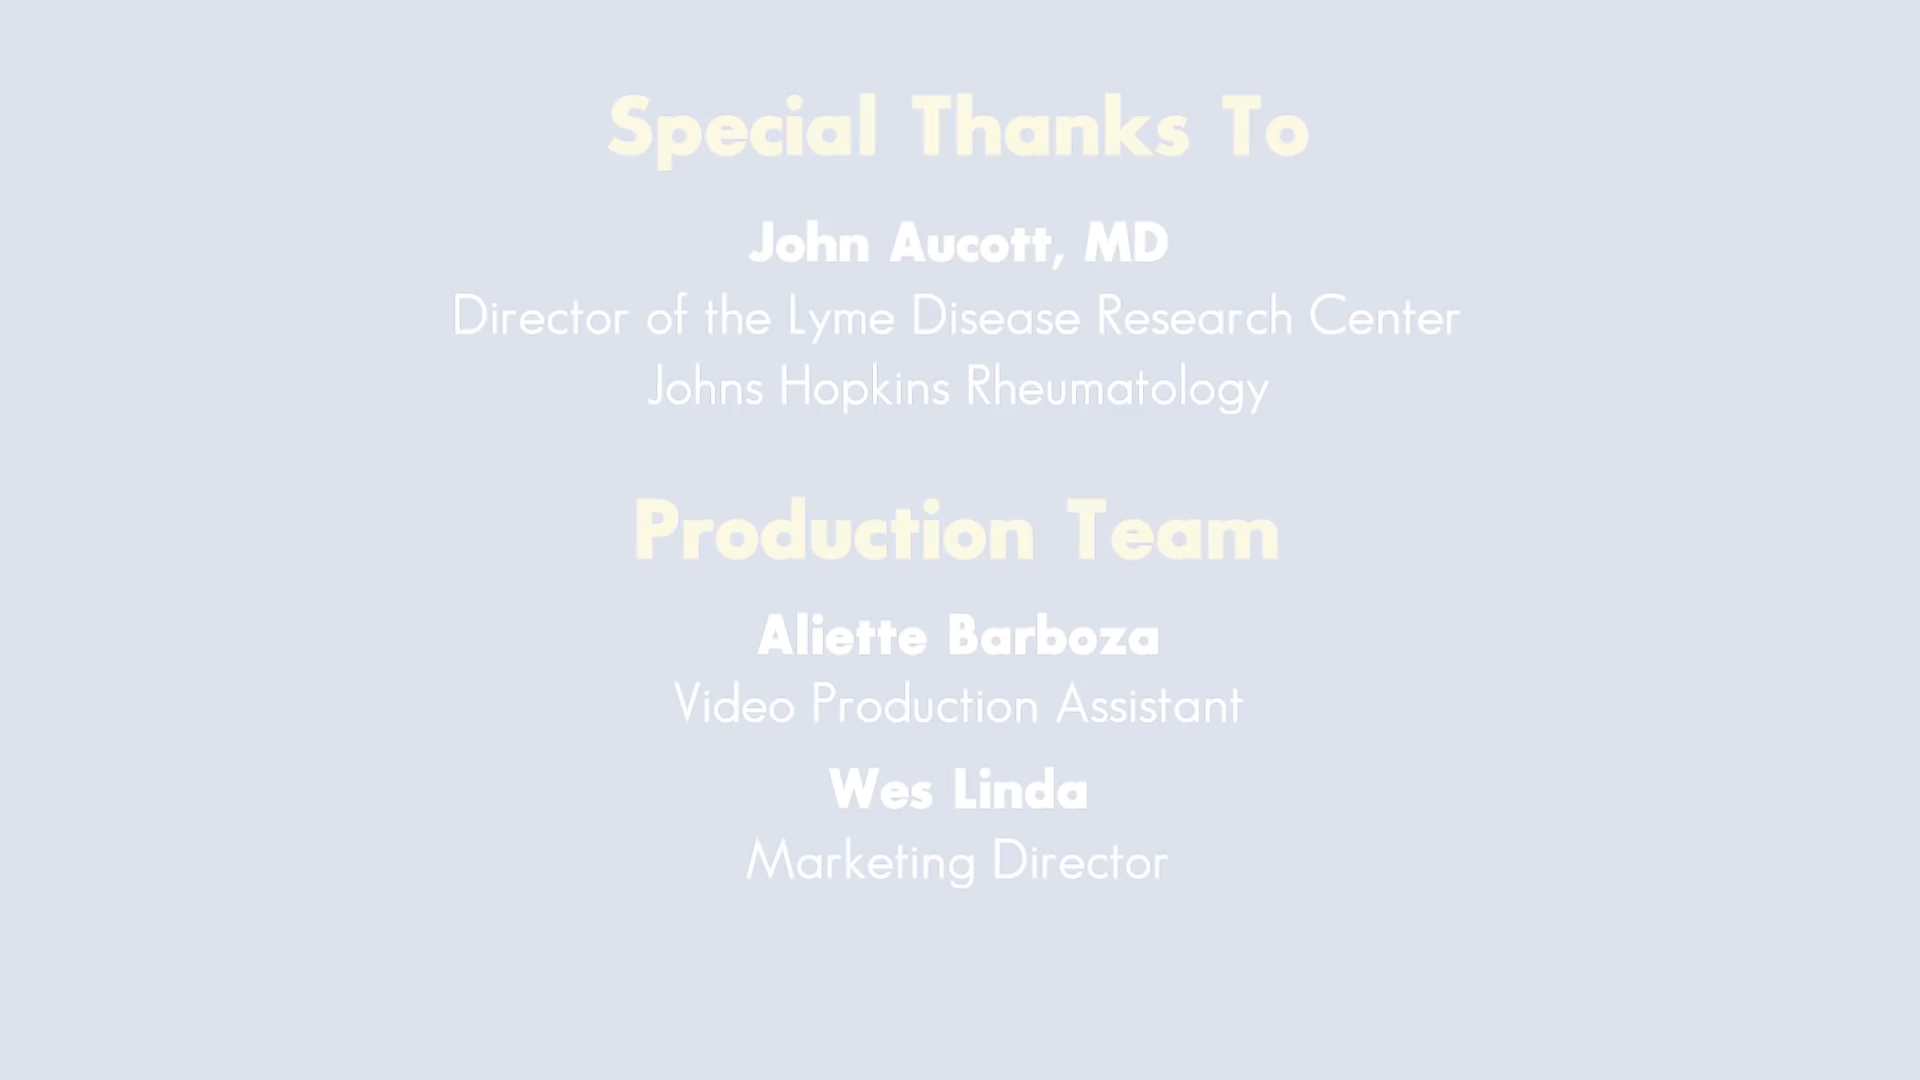 Special Thanks To
John Aucott, MD
Director of the Lyme Disease Research Center
Johns Hopkins Rheumatology
Production Team
Aliette Barboza
Video Production Assistant
Wes Linda
Marketing Director